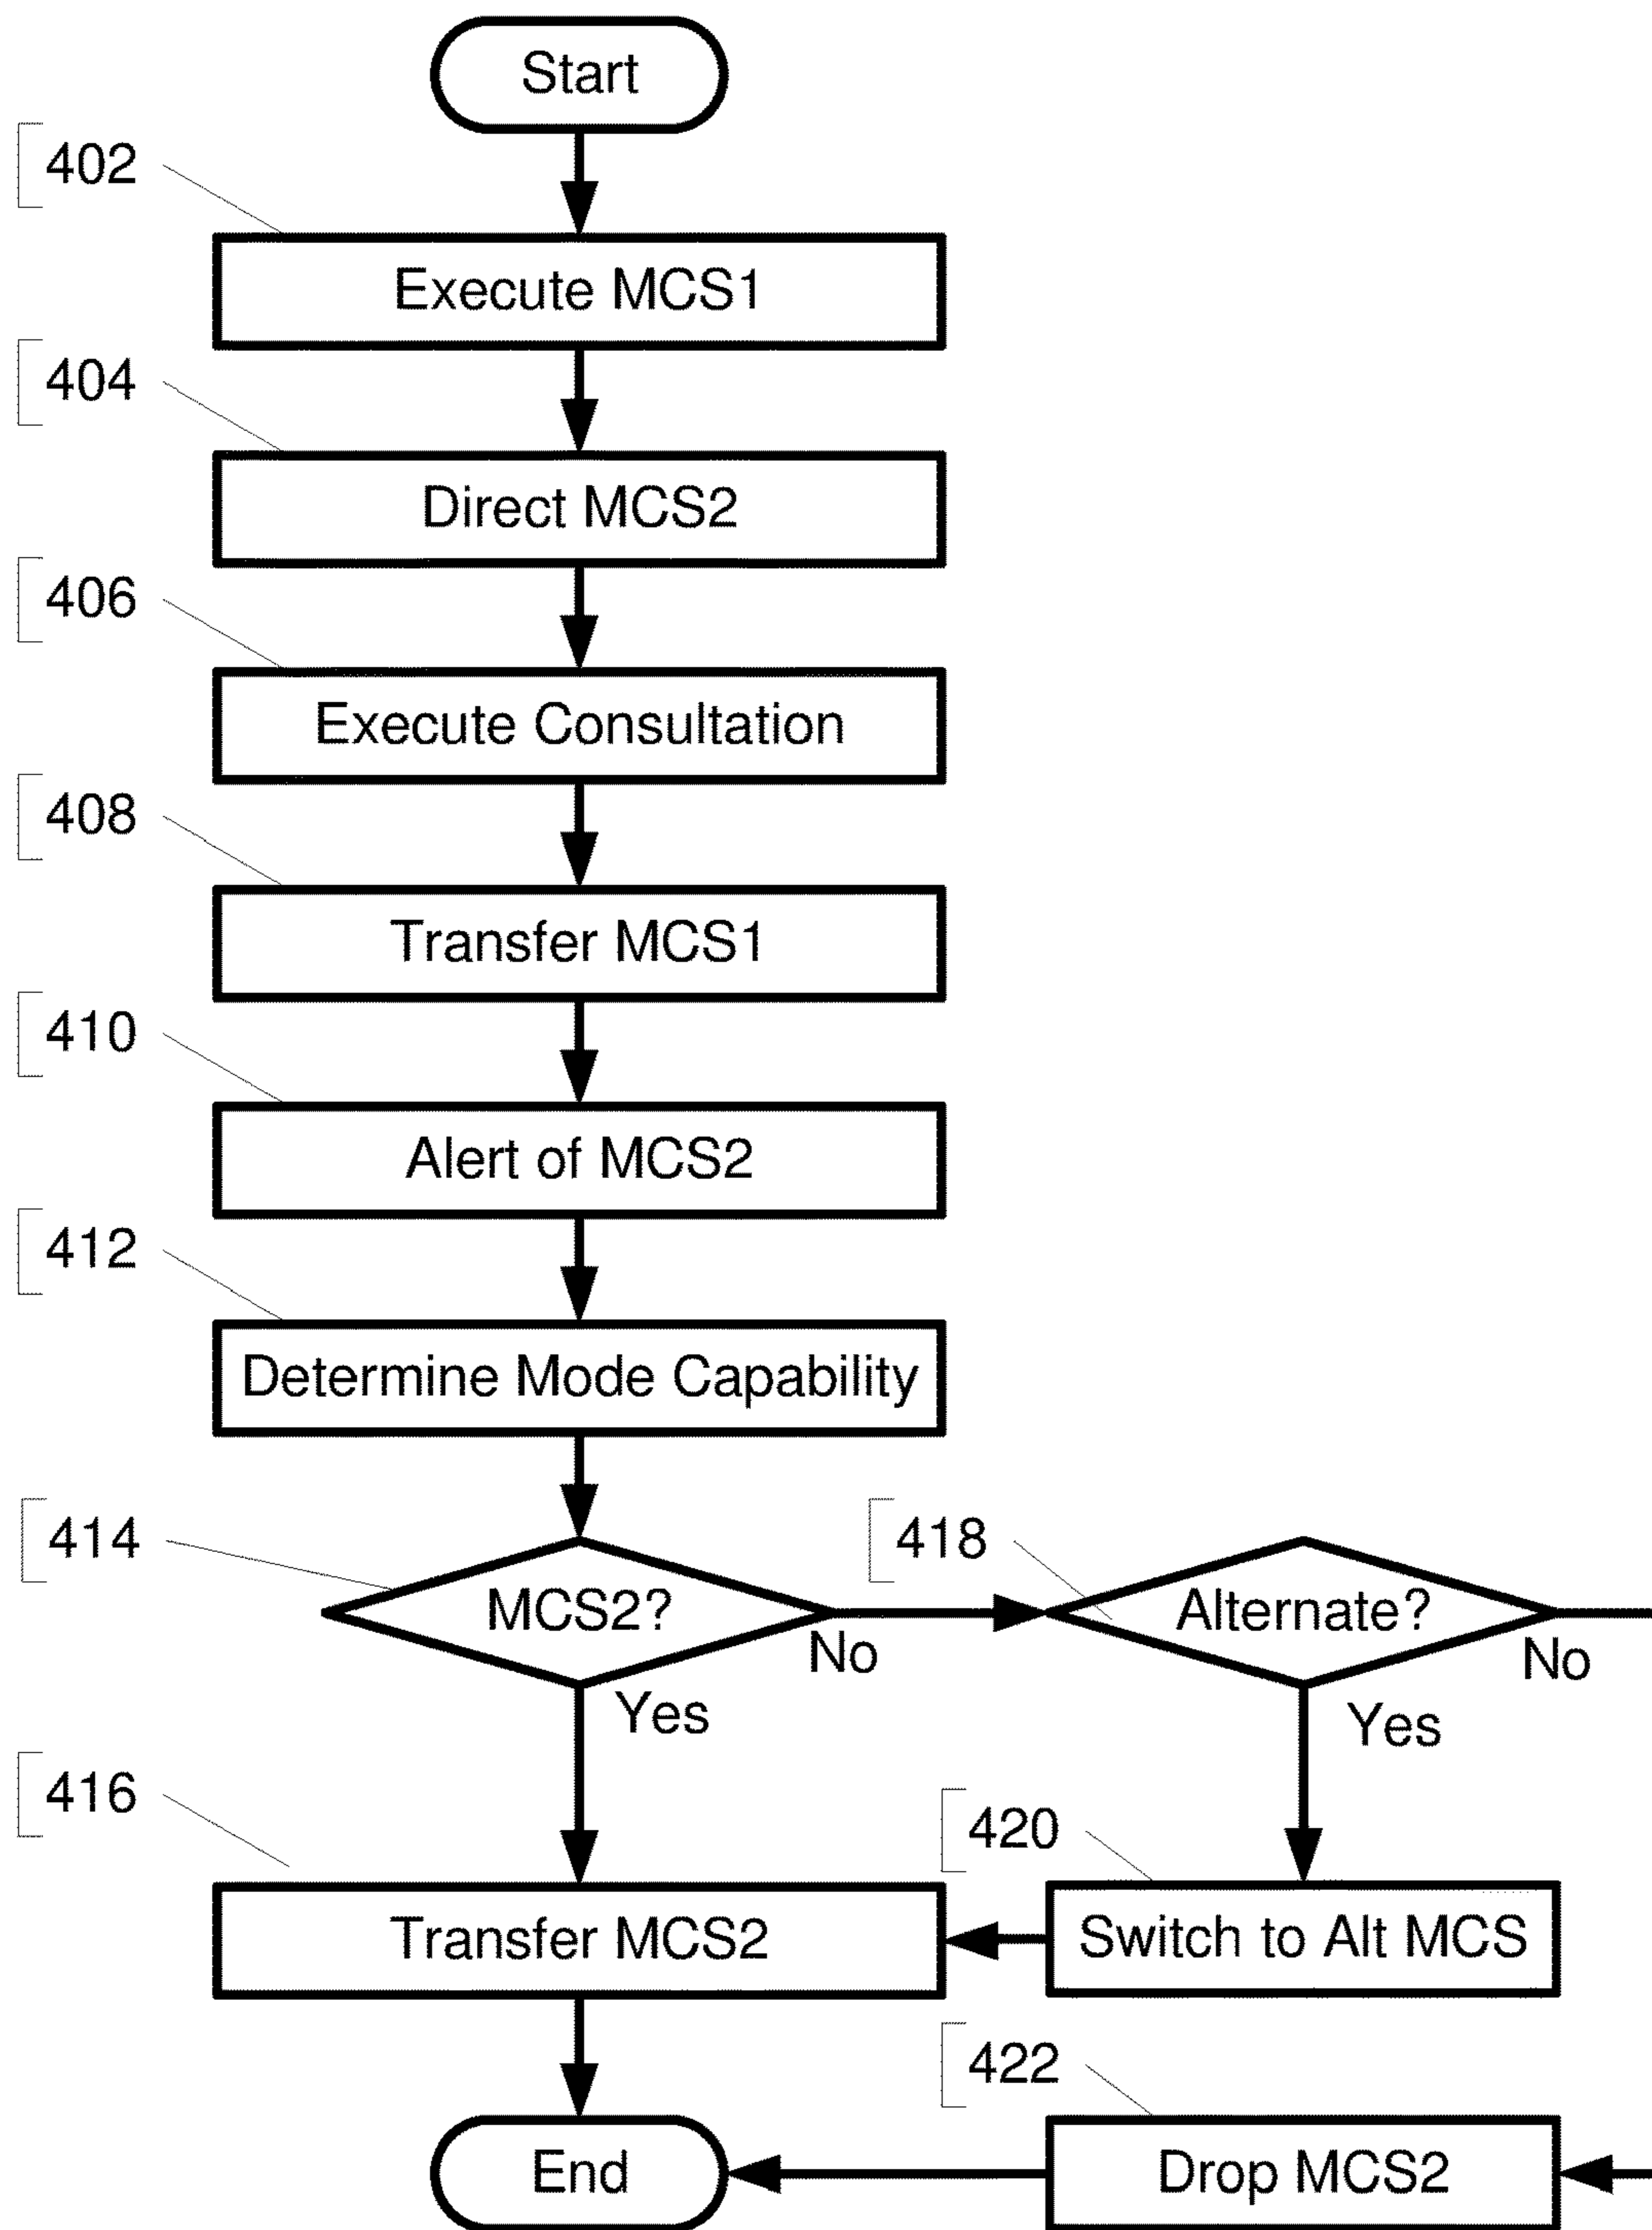 Start
402
Execute MCS1
404
Direct MCS2
406
Execute Consultation
408
Transfer MCS1
410
Alert of MCS2
412
Determine Mode Capability
414
MCS2?
No
Yes
418
Alternate?
No
Yes
416
Transfer MCS2
420
Switch to Alt MCS
422
Drop MCS2
End